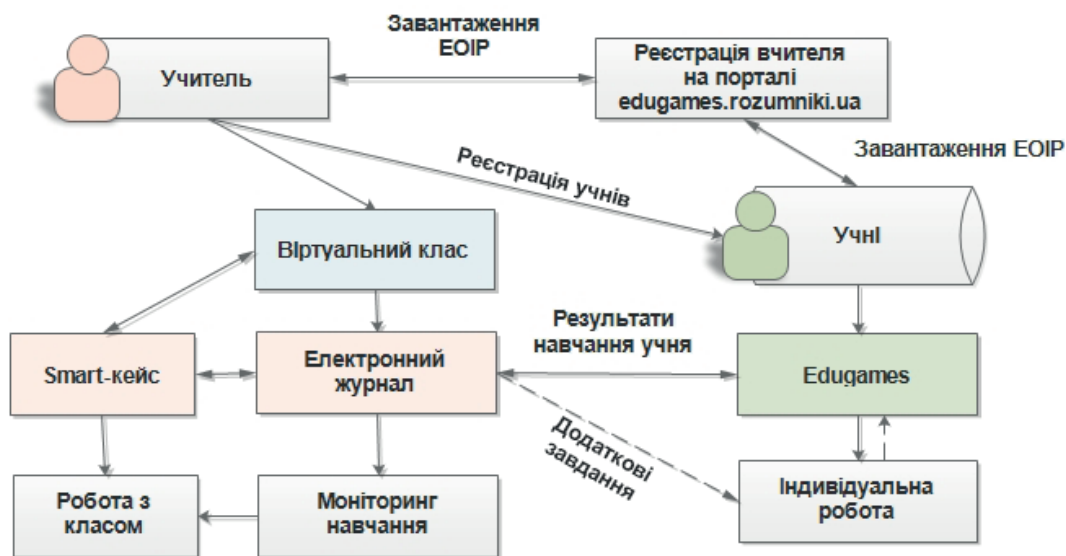 Завантаження
ЕОІР
Учитель
Реєстрація вчителя
на порталі
edugames.rozumniki.ua
Завантаження ЕОІР
Реєстрація учнів
Учні
Віртуальний клас
Результати
навчання учня
Smart-кейс
Електронний
журнал
Edugames
Додаткові
завдання
Робота з
класом
Моніторинг
навчання
Індивідуальна
робота